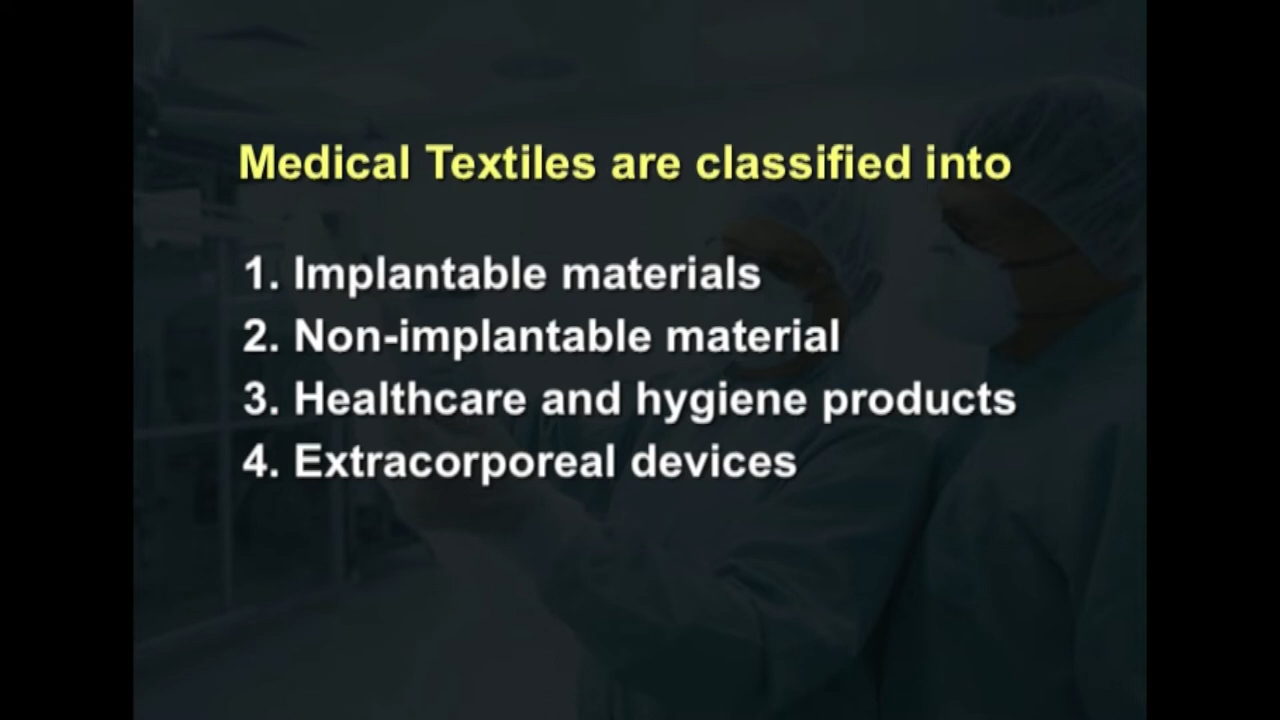 Medical Textiles are classified into
1. Implantable materials
2. Non-implantable material
3. Healthcare and hygiene products
4. Extracorporeal devices